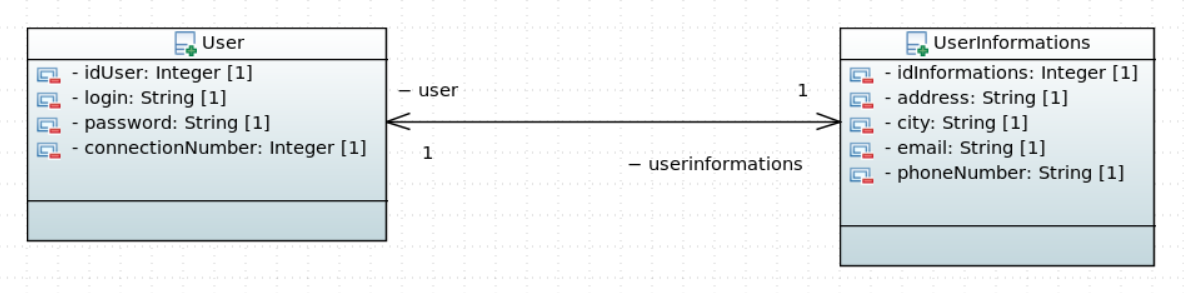 User
- idUser: Integer [1]
- login: String [1]
- password: String [1]
- connectionNumber: Integer [1]
– user
1
1
– userinformations
UserInformations
- idInformations: Integer [1]
- address: String [1]
- city: String [1]
- email: String [1]
- phoneNumber: String [1]